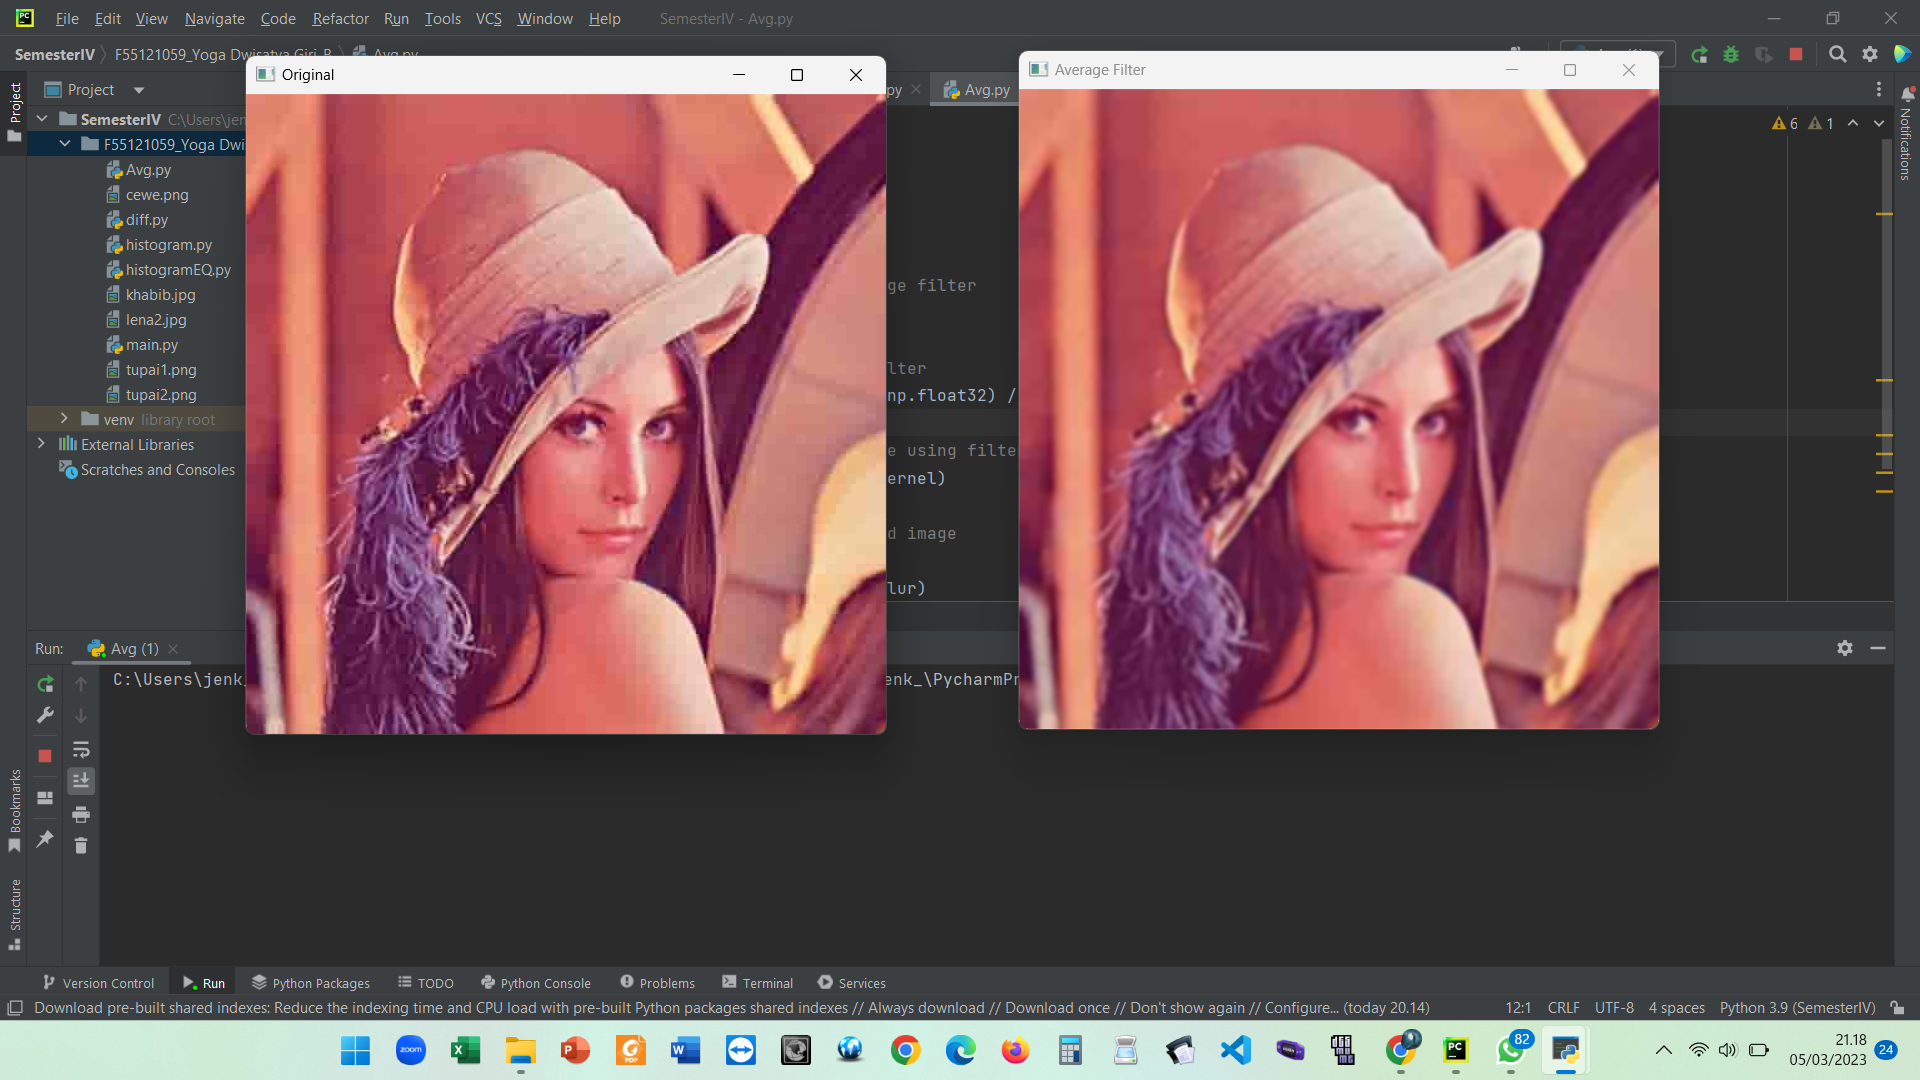 File Edit View Navigate Code Refactor Run Tools VCS Window Help SemesterIV - Avg.py
SemesterIV F55121059_Yoga Dwisatya Giri_B Avg.py
Original
Average Filter
Project
Project
py
Avg.py
SemesterIV C:\Users\jen
F55121059_Yoga Dwi
Avg.py
cewe.png
diff.py
histogram.py
histogramEQ.py
khabib.jpg
lena2.jpg
main.py
tupai1.png
tupai2.png
venv library root
External Libraries
Scratches and Consoles
6 1
Notifications
ge filter
lter
np.float32) /
e using filte
ernel)
d image
lur)
Run: Avg (1)
C:\Users\jenk_ enk_\PycharmPr
Bookmarks
Structure
Version Control Run Python Packages TODO Python Console Problems Terminal Services
Download pre-built shared indexes: Reduce the indexing time and CPU load with pre-built Python packages shared indexes // Always download // Download once // Don't show again // Configure... (today 20.14) 12:1 CRLF UTF-8 4 spaces Python 3.9 (SemesterIV)
zoom
82
21.18
05/03/2023
24